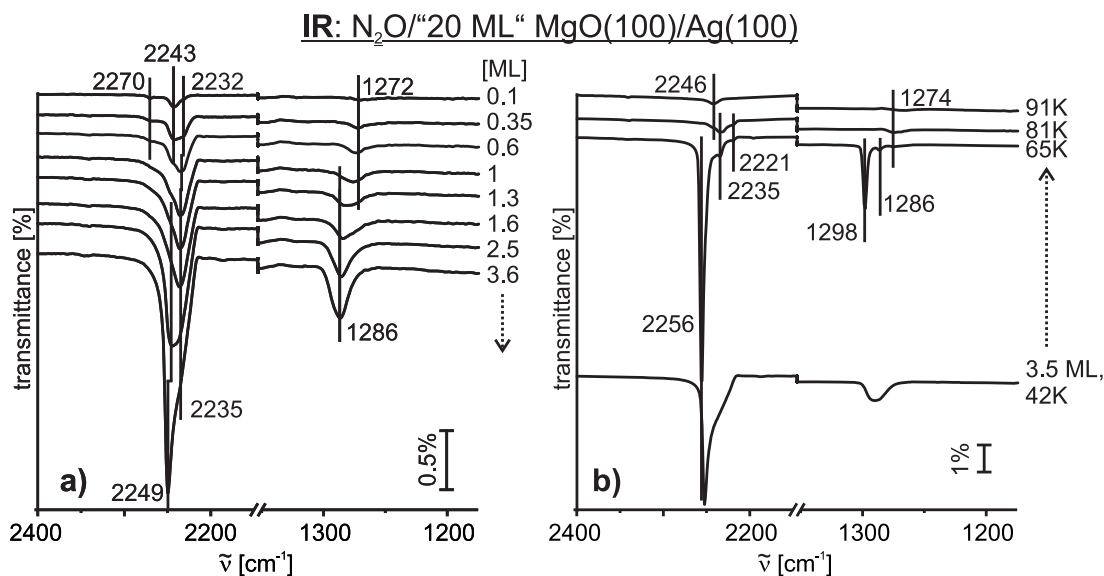 IR: N₂O/“20 ML“ MgO(100)/Ag(100)
2243
2270
2232
[ML]
1272
0.1
0.35
0.6
1
1.3
1.6
2.5
3.6
1286
2235
2249
transmittance [%]
0.5%
a)
2400
2200
1300
1200
ṽ [cm⁻¹]
2246
1274
91K
81K
65K
2221
2235
1286
1298
2256
3.5 ML,
42K
transmittance [%]
1%
b)
2400
2200
1300
1200
ṽ [cm⁻¹]